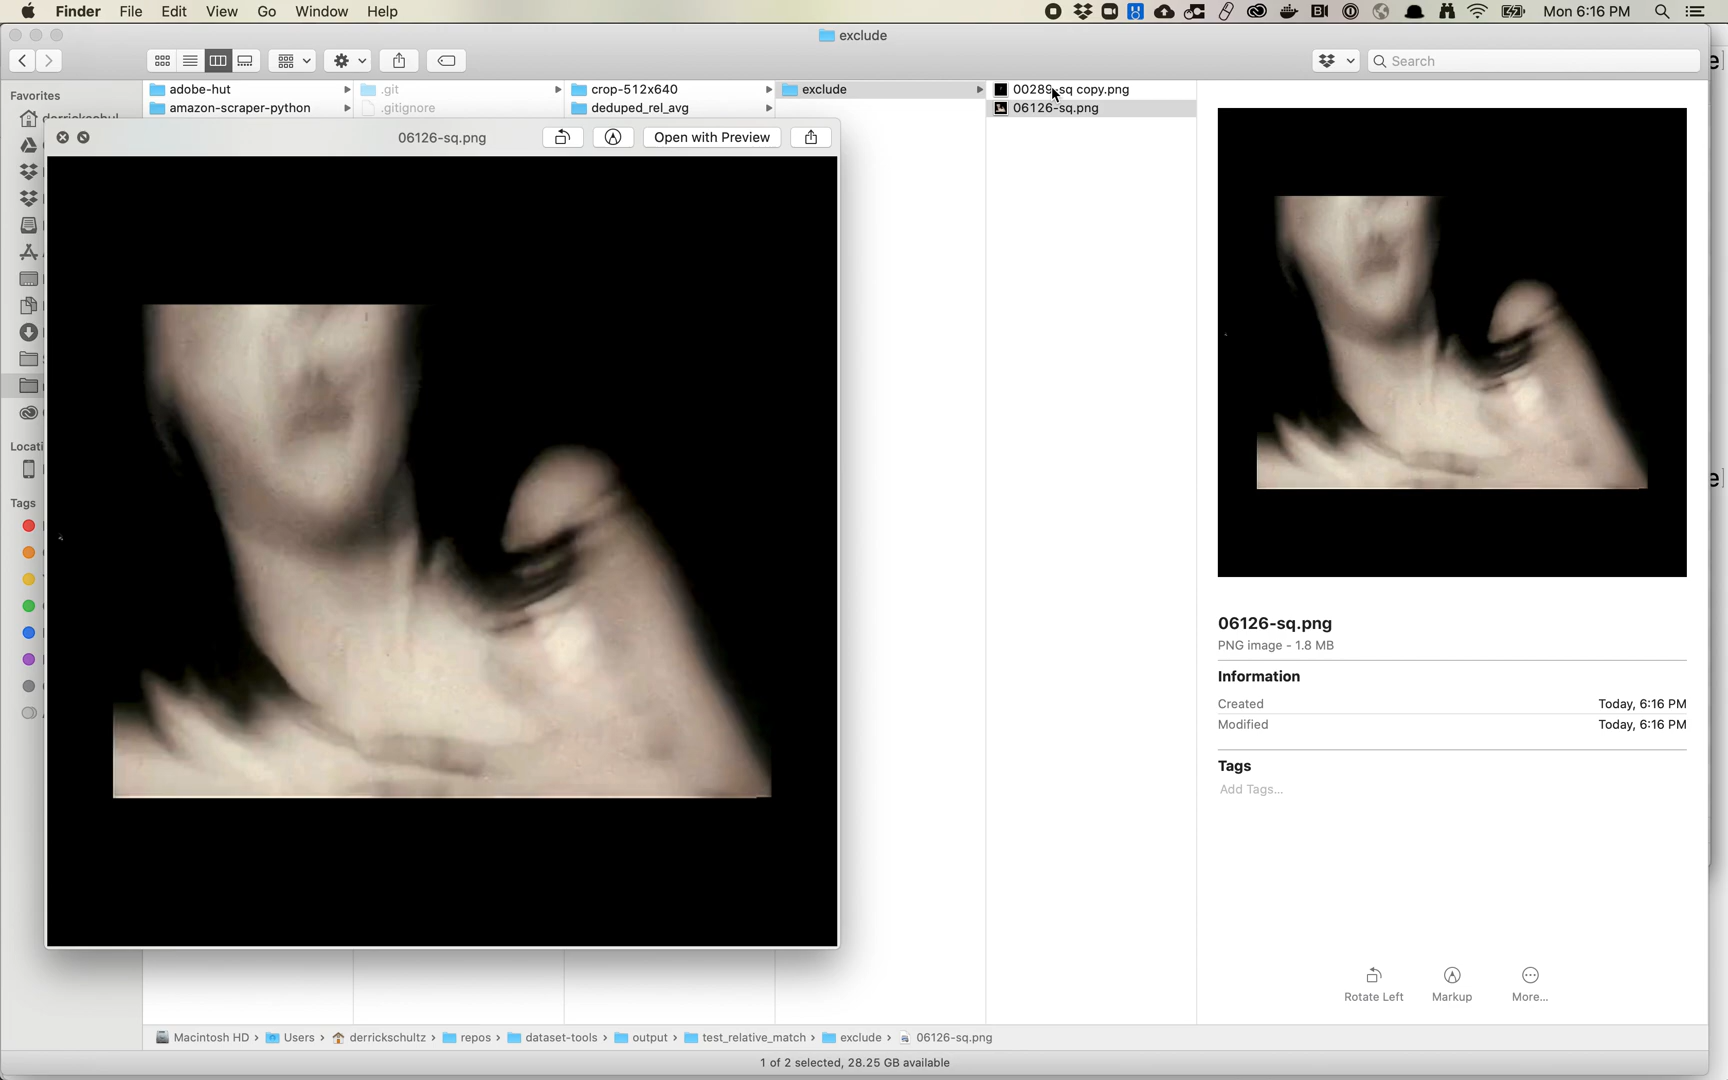 Finder File Edit View Go Window Help Mon 6:16 PM
exclude
Search
Favorites
adobe-hut
amazon-scraper-python
.git
.gitignore
crop-512x640
deduped_rel_avg
exclude
00289-sq copy.png
06126-sq.png
06126-sq.png
Open with Preview
Locati
Tags
06126-sq.png
PNG image - 1.8 MB
Information
Created Today, 6:16 PM
Modified Today, 6:16 PM
Tags
Add Tags...
Rotate Left
Markup
More...
Macintosh HD › Users › derrickschultz › repos › dataset-tools › output › test_relative_match › exclude › 06126-sq.png
1 of 2 selected, 28.25 GB available